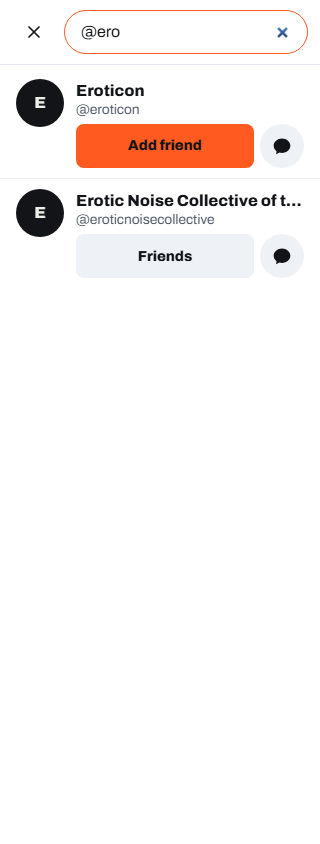 @ero
E
Eroticon
@eroticon
Add friend
E
Erotic Noise Collective of t...
@eroticnoisecollective
Friends